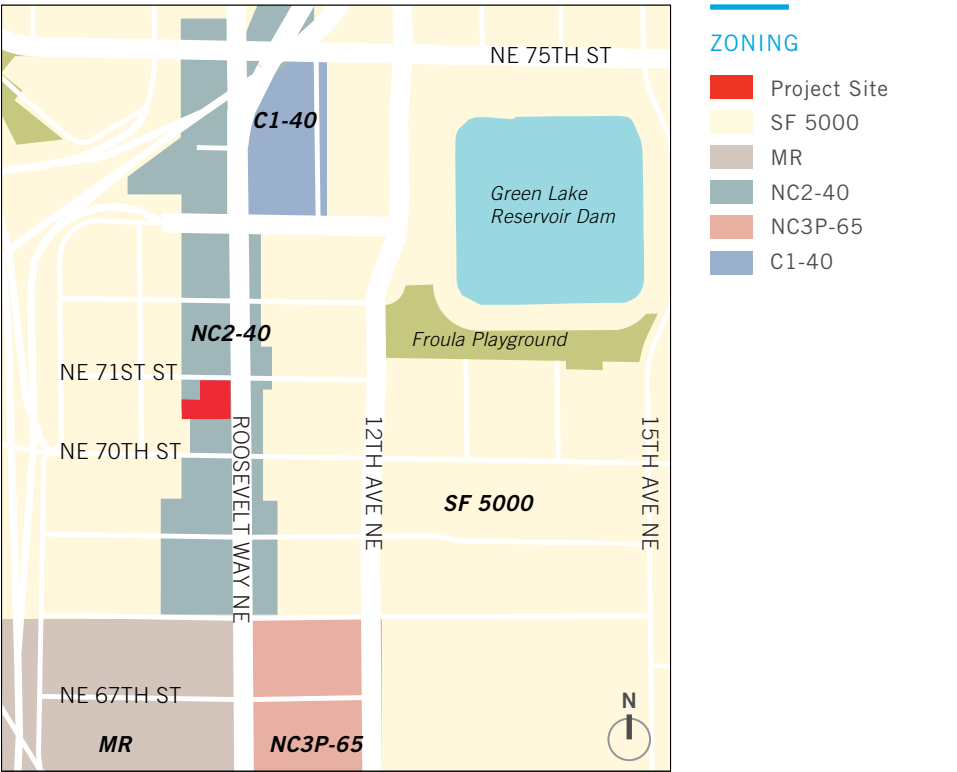 NE 75TH ST
C1-40
Green Lake
Reservoir Dam
NC2-40
Froula Playground
NE 71ST ST
ROOSEVELT WAY NE
12TH AVE NE
15TH AVE NE
NE 70TH ST
SF 5000
NE 67TH ST
MR
NC3P-65
N
ZONING
Project Site
SF 5000
MR
NC2-40
NC3P-65
C1-40